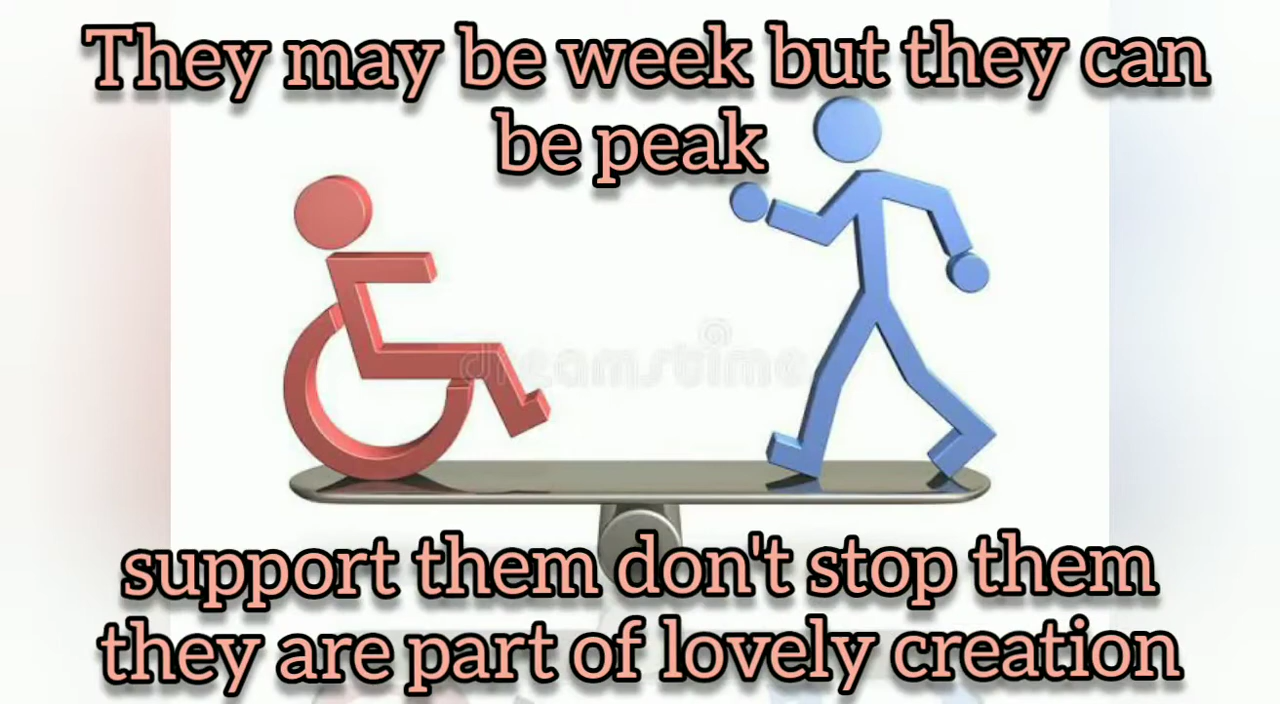 They may be week but they can
be peak
dreamstime
support them don't stop them
they are part of lovely creation